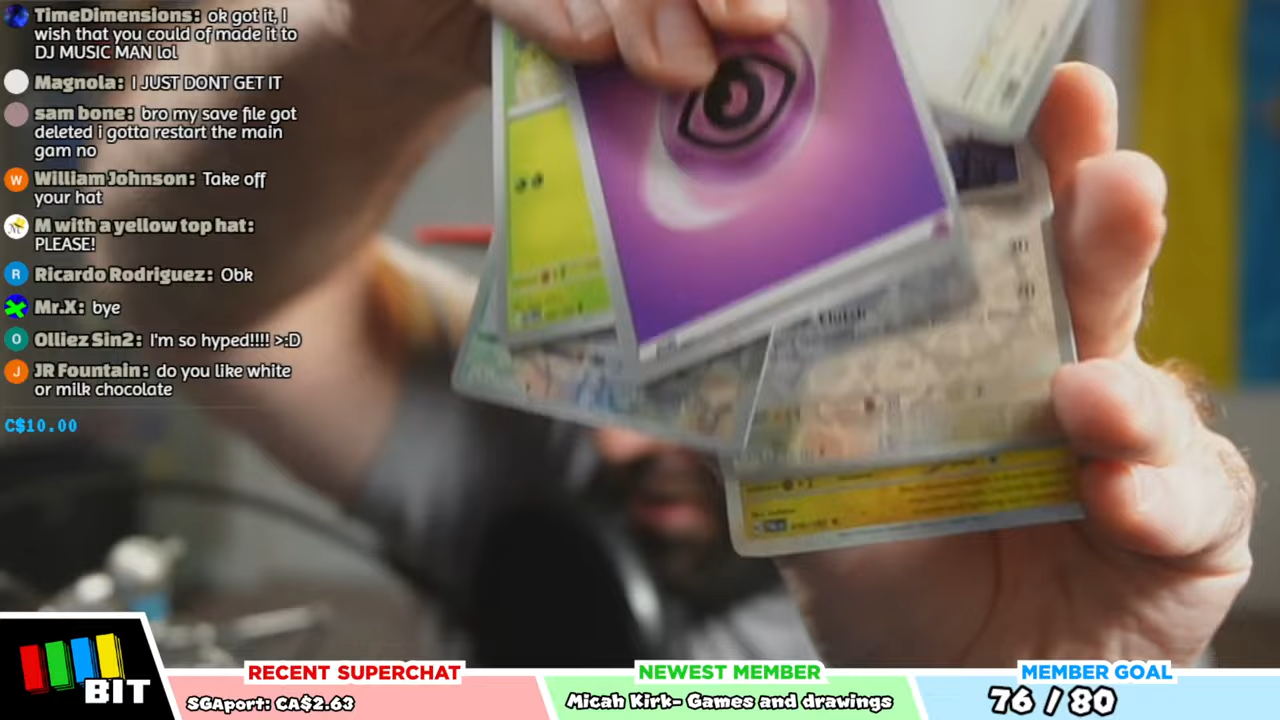 TimeDimensions: ok got it, I
wish that you could of made it to
DJ MUSIC MAN lol
Magnola: I JUST DONT GET IT
sam bone: bro my save file got
deleted i gotta restart the main
gam no
W William Johnson: Take off
your hat
M with a yellow top hat:
PLEASE!
R Ricardo Rodriguez: Obk
Mr.X: bye
O Olliez Sin2: I'm so hyped!!!! >:D
J JR Fountain: do you like white
or milk chocolate
C$10.00
BIT
RECENT SUPERCHAT
SGAport: CA$2.63
NEWEST MEMBER
Micah Kirk- Games and drawings
MEMBER GOAL
76 / 80